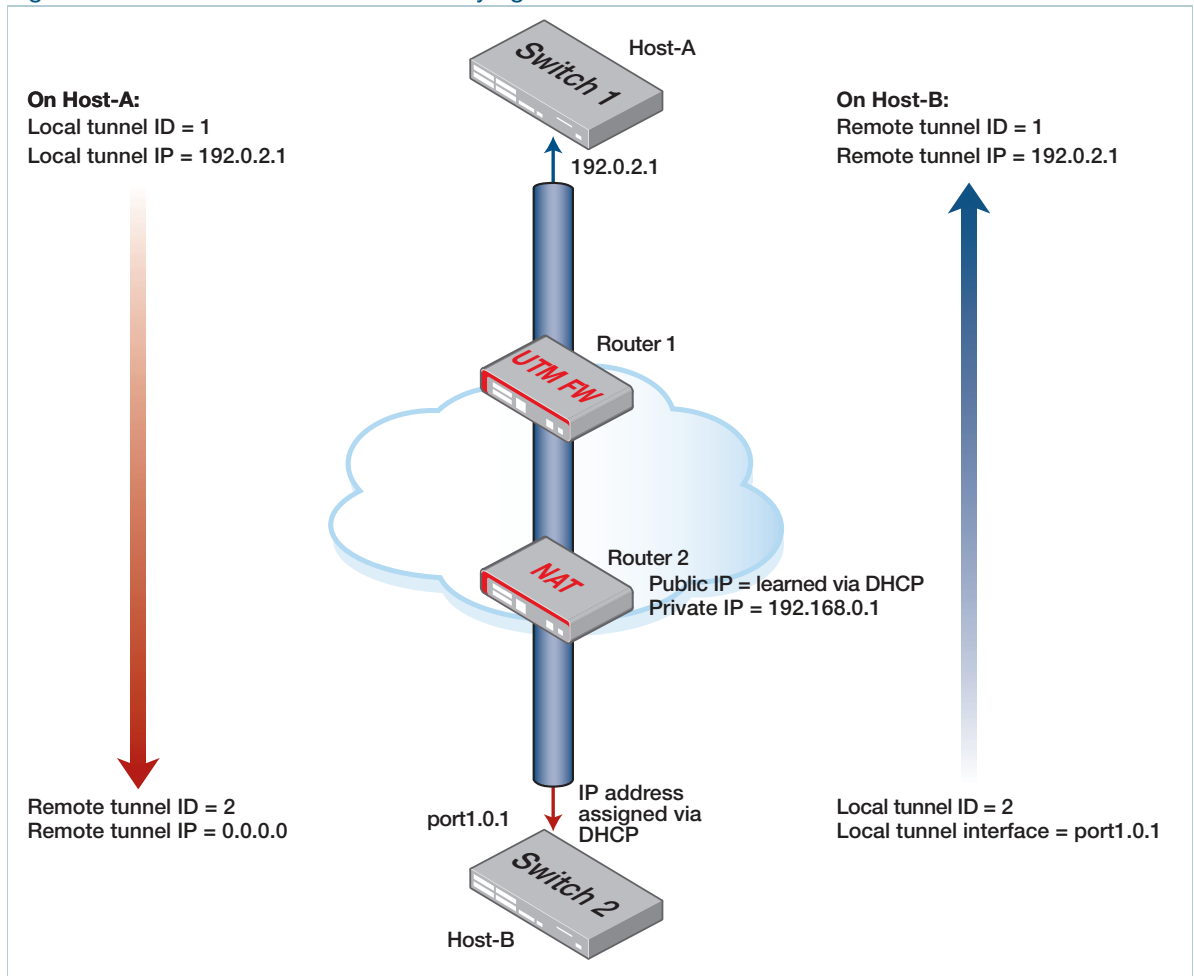 Host-A
Switch 1
On Host-A:
Local tunnel ID = 1
Local tunnel IP = 192.0.2.1
On Host-B:
Remote tunnel ID = 1
Remote tunnel IP = 192.0.2.1
192.0.2.1
Router 1
UTM FW
Router 2
NAT
Public IP = learned via DHCP
Private IP = 192.168.0.1
Remote tunnel ID = 2
Remote tunnel IP = 0.0.0.0
port1.0.1
IP address
assigned via
DHCP
Local tunnel ID = 2
Local tunnel interface = port1.0.1
Switch 2
Host-B